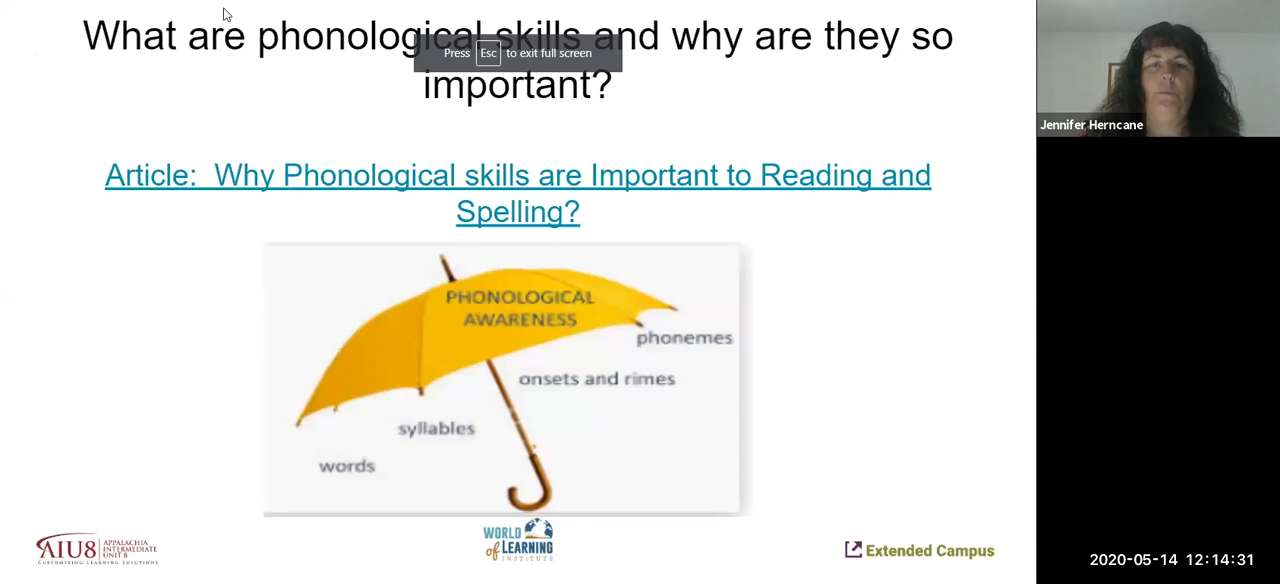 What are phonological skills and why are they so
important?
Press Esc to exit full screen
Article:  Why Phonological skills are Important to Reading and
Spelling?
PHONOLOGICAL
AWARENESS
phonemes
onsets and rimes
syllables
words
Jennifer Herncane
AIU8 APPALACHIA
INTERMEDIATE
UNIT 8
CUSTOMIZING LEARNING SOLUTIONS
WORLD
of LEARNING
INSTITUTE
Extended Campus
2020-05-14 12:14:31